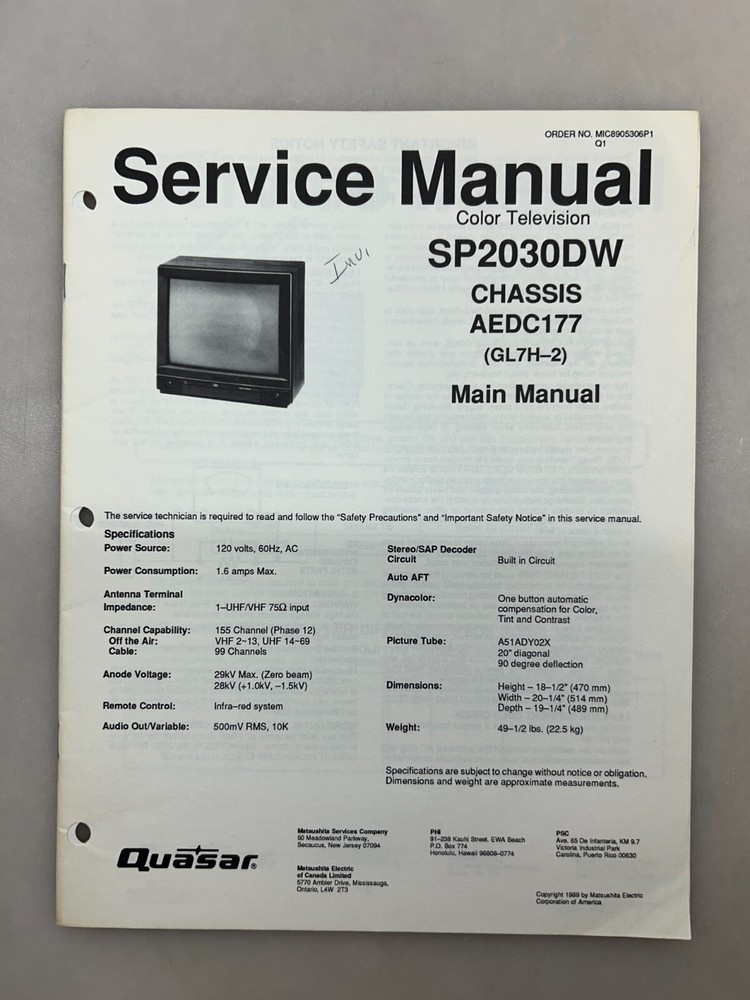 ORDER NO. MIC8905306P1
Q1
Service Manual
Color Television
SP2030DW
CHASSIS
AEDC177
(GL7H–2)
Main Manual
Inv.
The service technician is required to read and follow the “Safety Precautions” and “Important Safety Notice” in this service manual.
Specifications
Power Source: 120 volts, 60Hz, AC
Power Consumption: 1.6 amps Max.
Antenna Terminal
Impedance: 1–UHF/VHF 75Ω input
Channel Capability: 155 Channel (Phase 12)
Off the Air: VHF 2~13, UHF 14~69
Cable: 99 Channels
Anode Voltage: 29kV Max. (Zero beam)
28kV (+1.0kV, –1.5kV)
Remote Control: Infra–red system
Audio Out/Variable: 500mV RMS, 10K
Stereo/SAP Decoder
Circuit Built in Circuit
Auto AFT
Dynacolor: One button automatic
compensation for Color,
Tint and Contrast
Picture Tube: A51ADY02X
20" diagonal
90 degree deflection
Dimensions: Height – 18–1/2" (470 mm)
Width – 20–1/4" (514 mm)
Depth – 19–1/4" (489 mm)
Weight: 49–1/2 lbs. (22.5 kg)
Specifications are subject to change without notice or obligation.
Dimensions and weight are approximate measurements.
Quasar®
Matsushita Services Company
50 Meadowland Parkway,
Secaucus, New Jersey 07094
Matsushita Electric
of Canada Limited
5770 Ambler Drive, Mississauga,
Ontario, L4W 2T3
PHI
91–238 Kauhi Street, EWA Beach
P.O. Box 774
Honolulu, Hawaii 96808–0774
PSC
Ave. 65 De Infanteria, KM 9.7
Victoria Industrial Park
Carolina, Puerto Rico 00630
Copyright 1989 by Matsushita Electric
Corporation of America